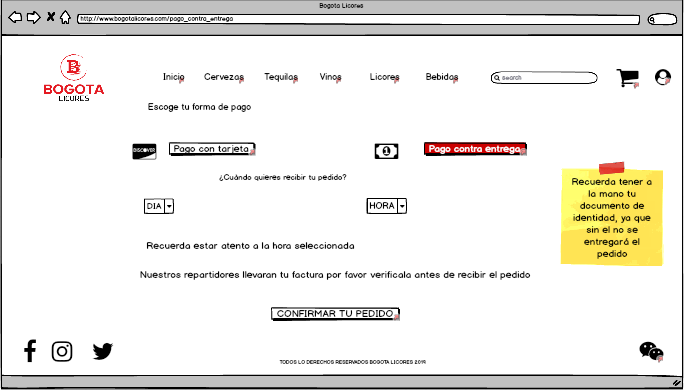 Bogota Licores
http://www.bogotalicores.com/pago_contra_entrega
B
BOGOTA
LICORES
Inicio Cervezas Tequilas Vinos Licores Bebidas search
Escoge tu forma de pago
DISCOVER Pago con tarjeta 1 Pago contra entrega
¿Cuándo quieres recibir tu pedido?
DIA HORA
Recuerda tener a
la mano tu
documento de
identidad, ya que
sin el no se
entregará el
pedido
Recuerda estar atento a la hora seleccionada
Nuestros repartidores llevaran tu factura por favor verificala antes de recibir el pedido
CONFIRMAR TU PEDIDO
TODOS LO DERECHOS RESERVADOS BOGOTA LICORES 2019